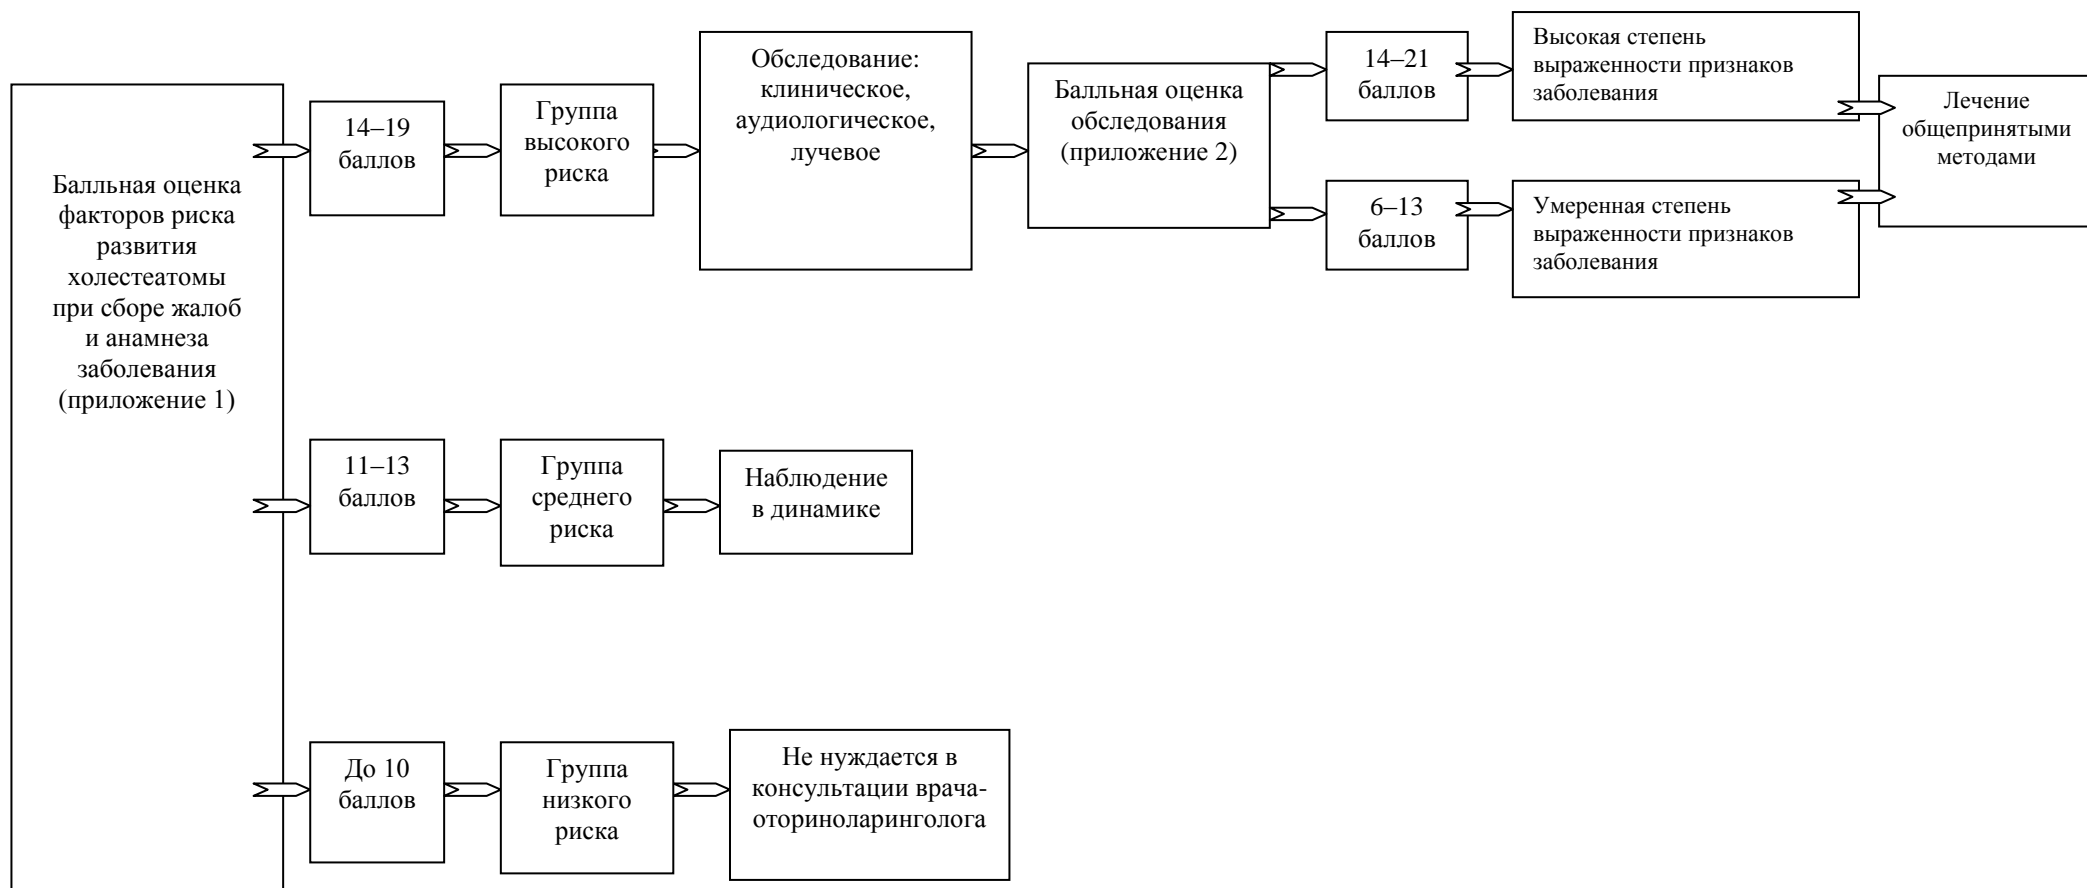 Балльная оценка
факторов риска
развития
холестеатомы
при сборе жалоб
и анамнеза
заболевания
(приложение 1)
14–19
баллов
Группа
высокого
риска
Обследование:
клиническое,
аудиологическое,
лучевое
Балльная оценка
обследования
(приложение 2)
14–21
баллов
Высокая степень
выраженности признаков
заболевания
6–13
баллов
Умеренная степень
выраженности признаков
заболевания
Лечение
общепринятыми
методами
11–13
баллов
Группа
среднего
риска
Наблюдение
в динамике
До 10
баллов
Группа
низкого
риска
Не нуждается в
консультации врача-
оториноларинголога